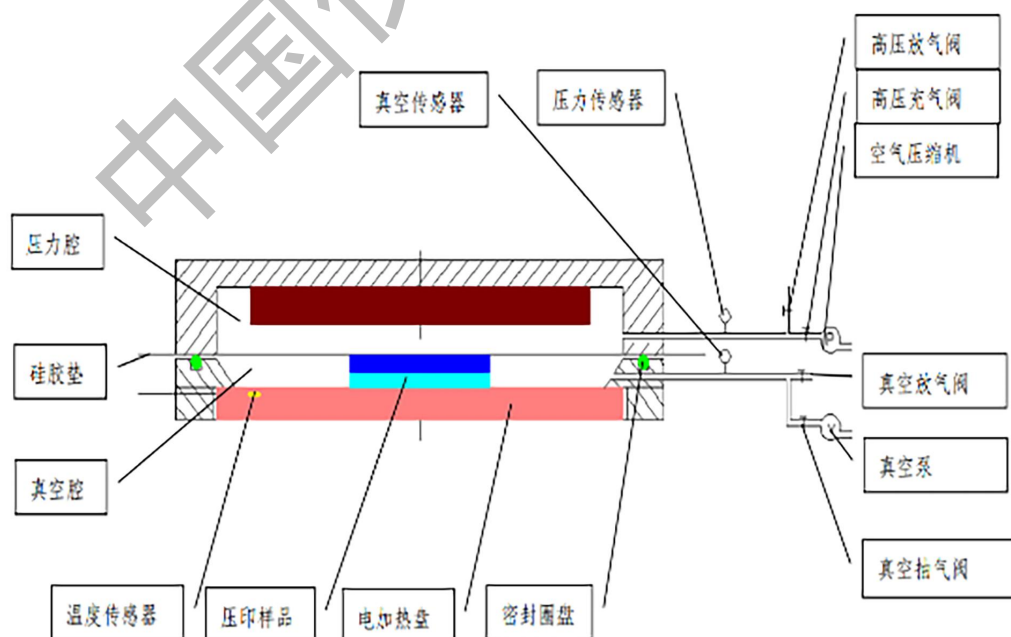 中国仪
高压放气阀
真空传感器
压力传感器
高压充气阀
空气压缩机
压力腔
硅胶垫
真空放气阀
真空腔
真空泵
真空抽气阀
温度传感器
压印样品
电加热盘
密封圈盘